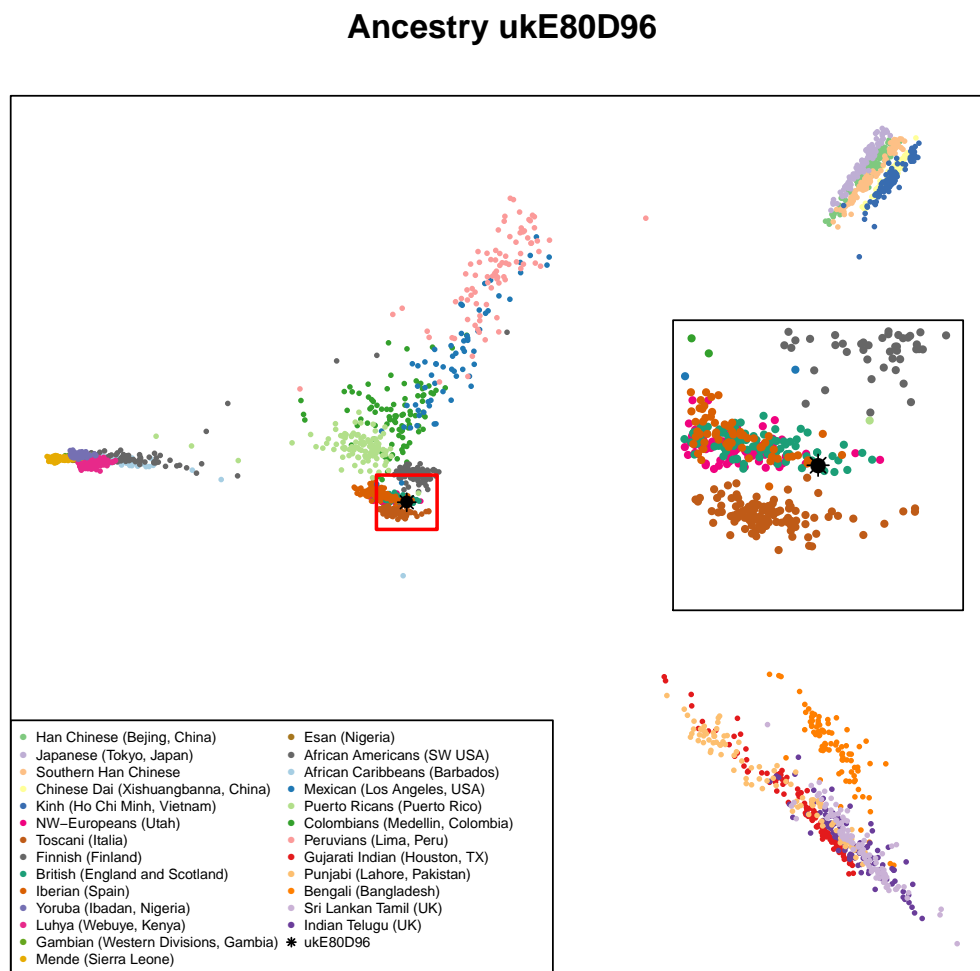 Ancestry ukE80D96
Han Chinese (Bejing, China)
Japanese (Tokyo, Japan)
Southern Han Chinese
Chinese Dai (Xishuangbanna, China)
Kinh (Ho Chi Minh, Vietnam)
NW−Europeans (Utah)
Toscani (Italia)
Finnish (Finland)
British (England and Scotland)
Iberian (Spain)
Yoruba (Ibadan, Nigeria)
Luhya (Webuye, Kenya)
Gambian (Western Divisions, Gambia)
Mende (Sierra Leone)
Esan (Nigeria)
African Americans (SW USA)
African Caribbeans (Barbados)
Mexican (Los Angeles, USA)
Puerto Ricans (Puerto Rico)
Colombians (Medellin, Colombia)
Peruvians (Lima, Peru)
Gujarati Indian (Houston, TX)
Punjabi (Lahore, Pakistan)
Bengali (Bangladesh)
Sri Lankan Tamil (UK)
Indian Telugu (UK)
ukE80D96